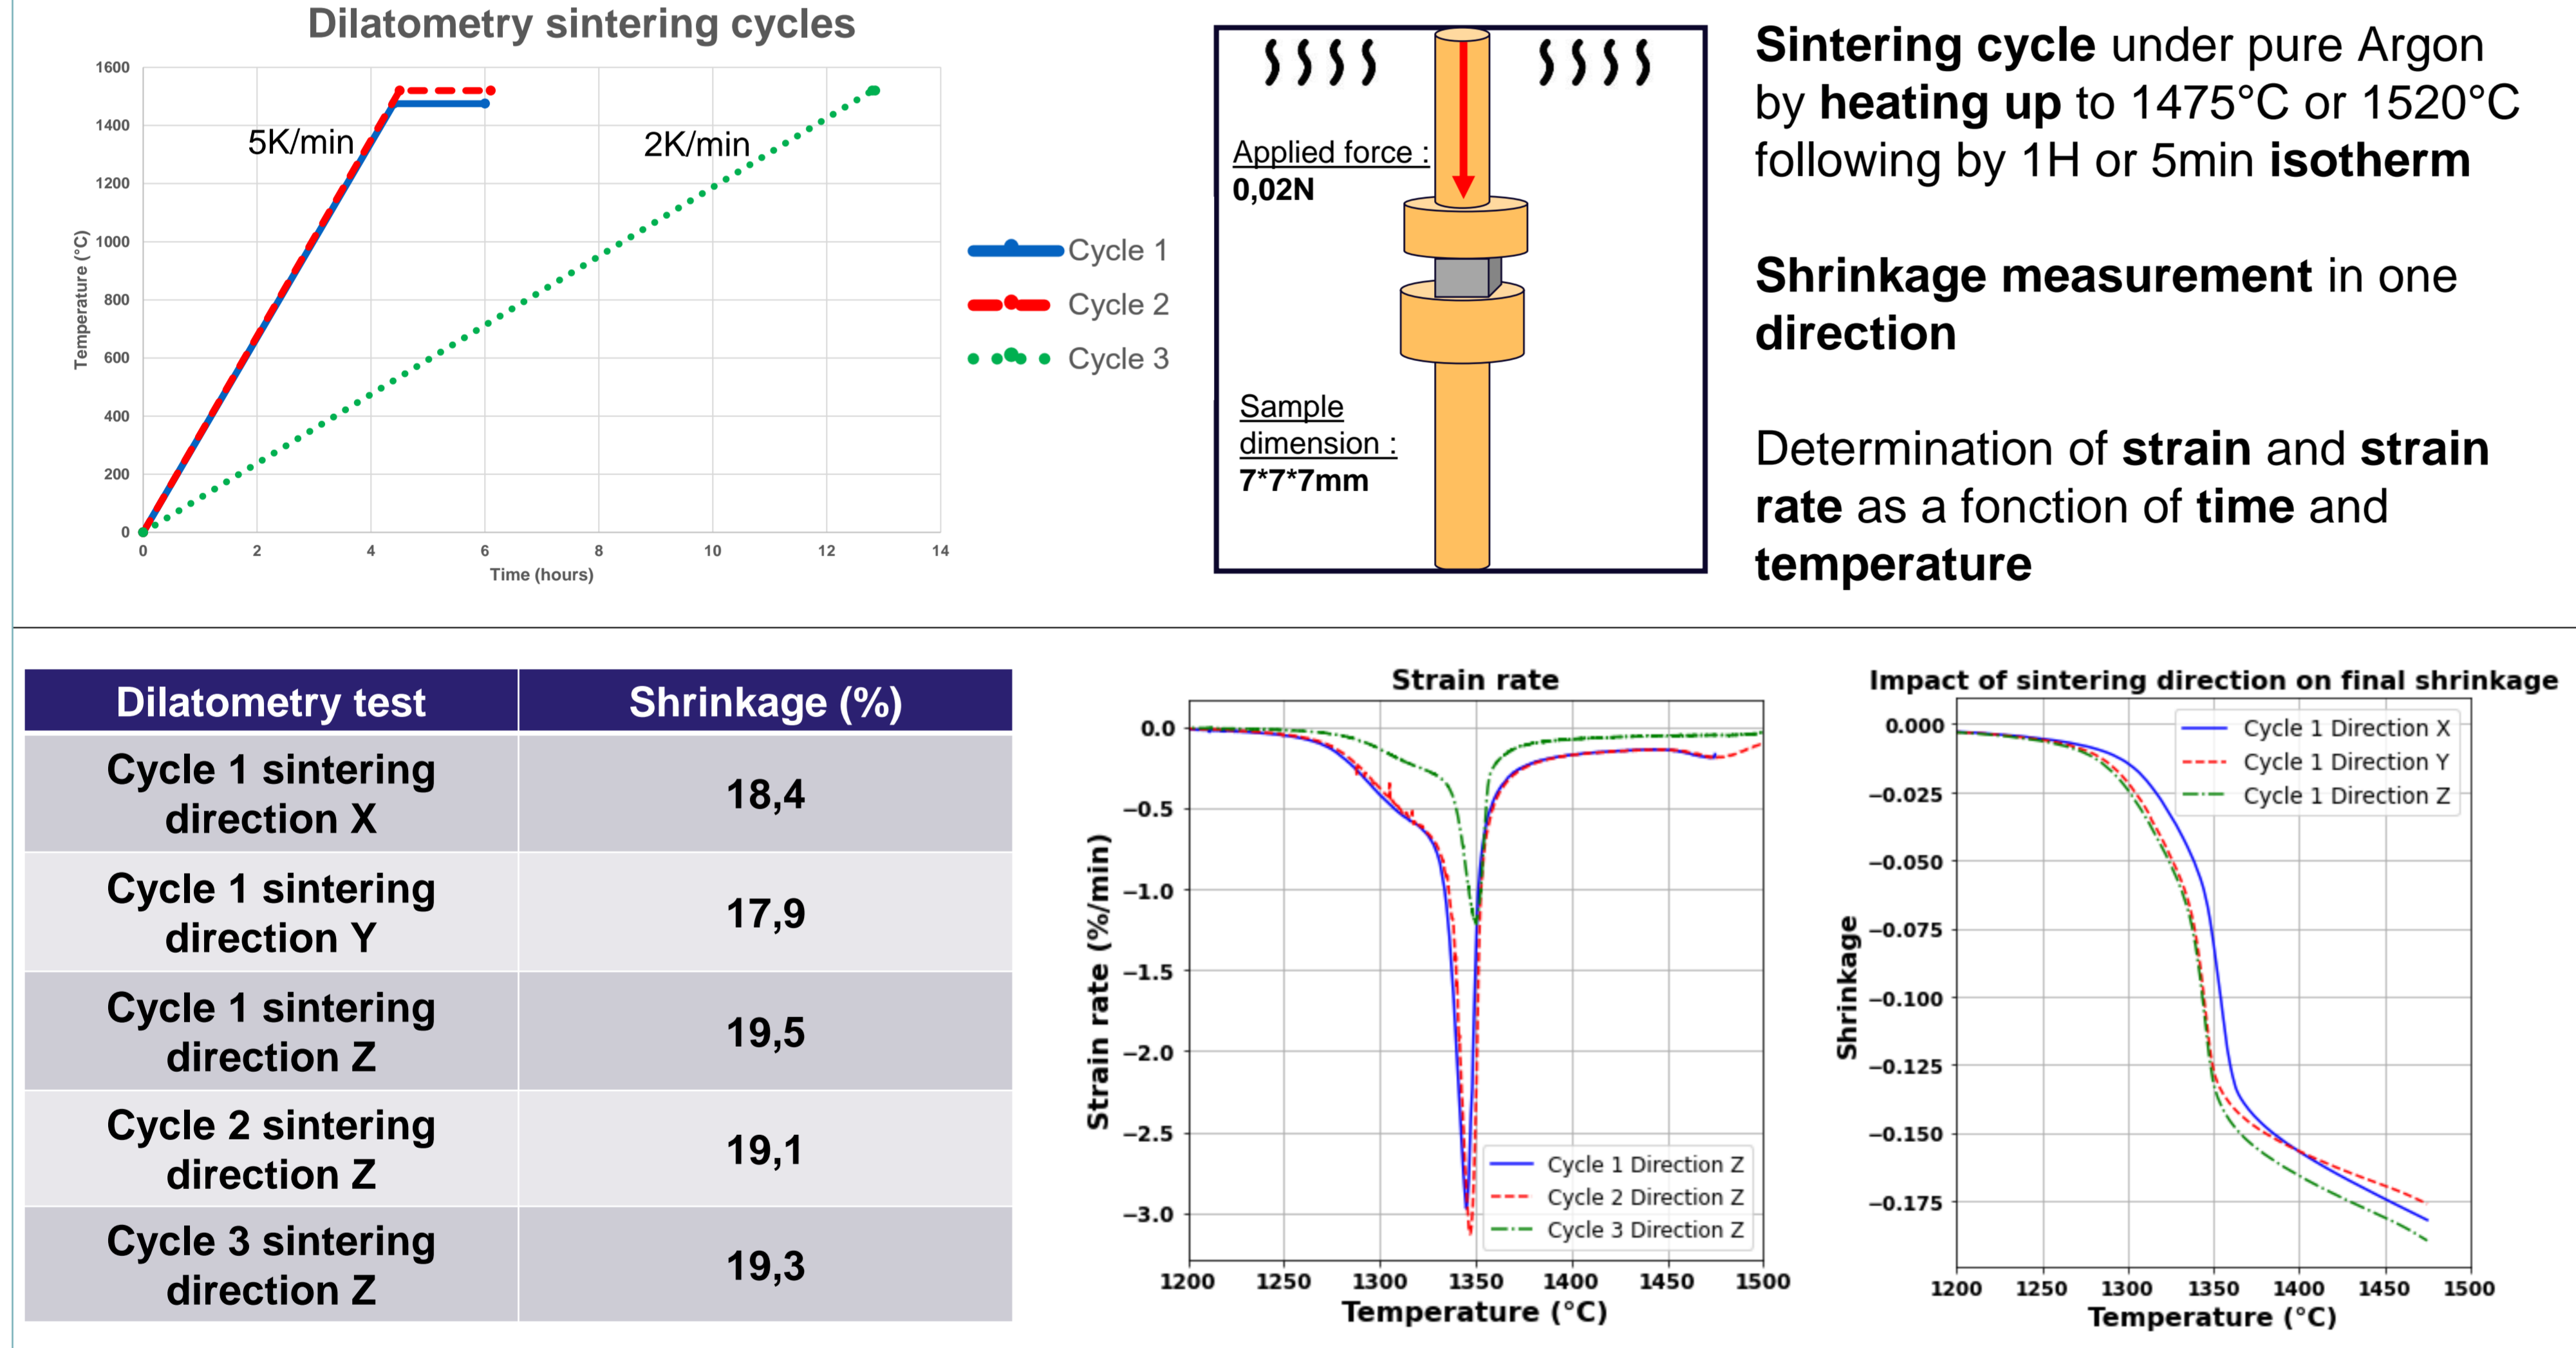 Dilatometry sintering cycles
1600
1400
1200
1000
800
600
400
200
0
Temperature (°C)
0 2 4 6 8 10 12 14
Time (hours)
5K/min
2K/min
Cycle 1
Cycle 2
Cycle 3
Applied force :
0,02N
Sample
dimension :
7*7*7mm
Sintering cycle under pure Argon
by heating up to 1475°C or 1520°C
following by 1H or 5min isotherm
Shrinkage measurement in one
direction
Determination of strain and strain
rate as a fonction of time and
temperature
Dilatometry test Shrinkage (%)
Cycle 1 sintering
direction X
18,4
Cycle 1 sintering
direction Y
17,9
Cycle 1 sintering
direction Z
19,5
Cycle 2 sintering
direction Z
19,1
Cycle 3 sintering
direction Z
19,3
Strain rate
0.0
−0.5
−1.0
−1.5
−2.0
−2.5
−3.0
Strain rate (%/min)
Cycle 1 Direction Z
Cycle 2 Direction Z
Cycle 3 Direction Z
1200 1250 1300 1350 1400 1450 1500
Temperature (°C)
Impact of sintering direction on final shrinkage
0.000
−0.025
−0.050
−0.075
−0.100
−0.125
−0.150
−0.175
Shrinkage
Cycle 1 Direction X
Cycle 1 Direction Y
Cycle 1 Direction Z
1200 1250 1300 1350 1400 1450 1500
Temperature (°C)